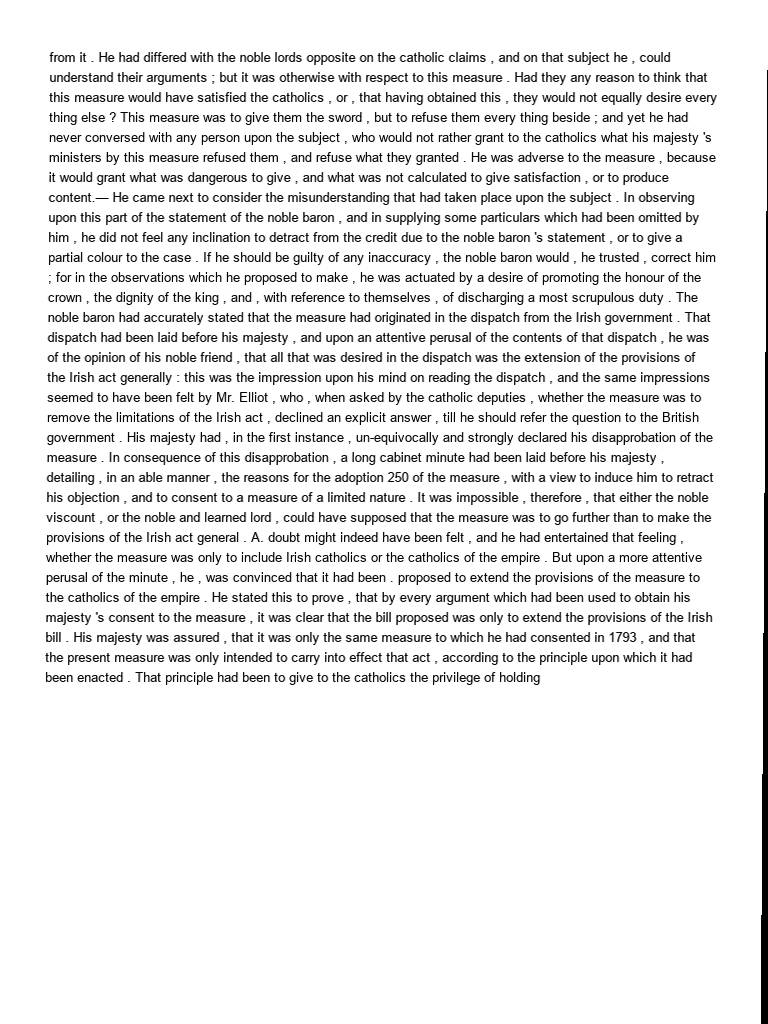 from it . He had differed with the noble lords opposite on the catholic claims , and on that subject he , could
understand their arguments ; but it was otherwise with respect to this measure . Had they any reason to think that
this measure would have satisfied the catholics , or , that having obtained this , they would not equally desire every
thing else ? This measure was to give them the sword , but to refuse them every thing beside ; and yet he had
never conversed with any person upon the subject , who would not rather grant to the catholics what his majesty 's
ministers by this measure refused them , and refuse what they granted . He was adverse to the measure , because
it would grant what was dangerous to give , and what was not calculated to give satisfaction , or to produce
content.— He came next to consider the misunderstanding that had taken place upon the subject . In observing
upon this part of the statement of the noble baron , and in supplying some particulars which had been omitted by
him , he did not feel any inclination to detract from the credit due to the noble baron 's statement , or to give a
partial colour to the case . If he should be guilty of any inaccuracy , the noble baron would , he trusted , correct him
; for in the observations which he proposed to make , he was actuated by a desire of promoting the honour of the
crown , the dignity of the king , and , with reference to themselves , of discharging a most scrupulous duty . The
noble baron had accurately stated that the measure had originated in the dispatch from the Irish government . That
dispatch had been laid before his majesty , and upon an attentive perusal of the contents of that dispatch , he was
of the opinion of his noble friend , that all that was desired in the dispatch was the extension of the provisions of
the Irish act generally : this was the impression upon his mind on reading the dispatch , and the same impressions
seemed to have been felt by Mr. Elliot , who , when asked by the catholic deputies , whether the measure was to
remove the limitations of the Irish act , declined an explicit answer , till he should refer the question to the British
government . His majesty had , in the first instance , un-equivocally and strongly declared his disapprobation of the
measure . In consequence of this disapprobation , a long cabinet minute had been laid before his majesty ,
detailing , in an able manner , the reasons for the adoption 250 of the measure , with a view to induce him to retract
his objection , and to consent to a measure of a limited nature . It was impossible , therefore , that either the noble
viscount , or the noble and learned lord , could have supposed that the measure was to go further than to make the
provisions of the Irish act general . A. doubt might indeed have been felt , and he had entertained that feeling ,
whether the measure was only to include Irish catholics or the catholics of the empire . But upon a more attentive
perusal of the minute , he , was convinced that it had been . proposed to extend the provisions of the measure to
the catholics of the empire . He stated this to prove , that by every argument which had been used to obtain his
majesty 's consent to the measure , it was clear that the bill proposed was only to extend the provisions of the Irish
bill . His majesty was assured , that it was only the same measure to which he had consented in 1793 , and that
the present measure was only intended to carry into effect that act , according to the principle upon which it had
been enacted . That principle had been to give to the catholics the privilege of holding